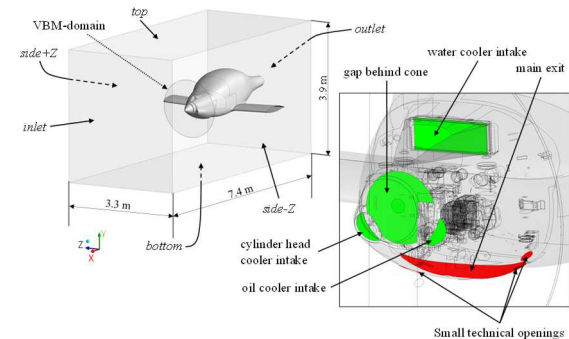 top
VBM-domain
outlet
side+Z
inlet
3.9 m
7.4 m
3.3 m
side-Z
bottom
Y
Z
X
water cooler intake
gap behind cone
main exit
cylinder head
cooler intake
oil cooler intake
Small technical openings